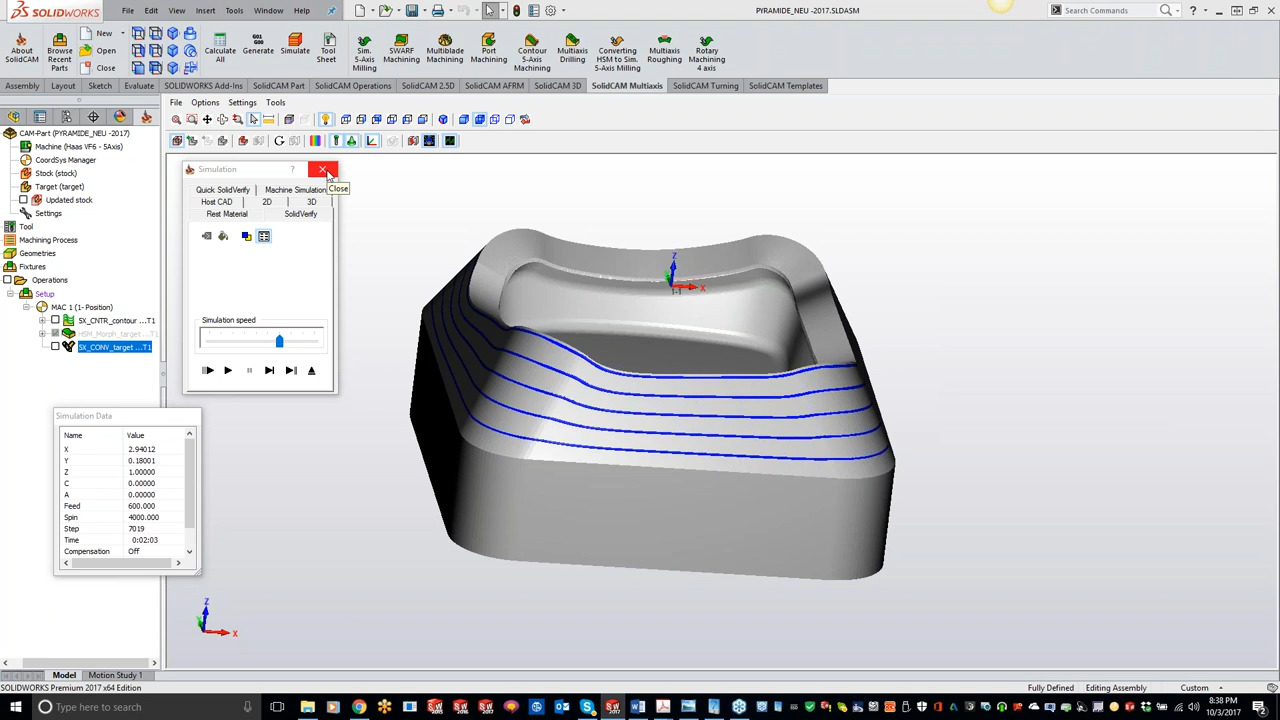 SOLIDWORKS File Edit View Insert Tools Window Help PYRAMIDE_NEU -2017.SLDASM Search Commands
About SolidCAM
Browse Recent Parts
New
Open
Close
Calculate All
G01 G00 Generate
Simulate
Tool Sheet
Sim. 5-Axis Milling
SWARF Machining
Multiblade Machining
Port Machining
Contour 5-Axis Machining
Multiaxis Drilling
Converting HSM to Sim. 5-Axis Milling
Multiaxis Roughing
Rotary Machining 4 axis
Assembly Layout Sketch Evaluate SOLIDWORKS Add-Ins SolidCAM Part SolidCAM Operations SolidCAM 2.5D SolidCAM AFRM SolidCAM 3D SolidCAM Multiaxis SolidCAM Turning SolidCAM Templates
File Options Settings Tools
CAM-Part (PYRAMIDE_NEU -2017)
Machine (Haas VF6 - 5Axis)
CoordSys Manager
Stock (stock)
Target (target)
Updated stock
Settings
Tool
Machining Process
Geometries
Fixtures
Operations
Setup
MAC 1 (1- Position)
5X_CNTR_contour ...T1
HSM_Morph_target ...T1
5X_CONV_target ...T1
Simulation ?
Close
Quick SolidVerify Machine Simulation
Host CAD 2D 3D
Rest Material SolidVerify
Simulation speed
Simulation Data
Name Value
X 2.94012
Y 0.18001
Z 1.00000
C 0.00000
A 0.00000
Feed 600.000
Spin 4000.000
Step 7019
Time 0:02:03
Compensation Off
Z
X
1-1
Z
Y
X
Model Motion Study 1
SOLIDWORKS Premium 2017 x64 Edition Fully Defined Editing Assembly Custom
Type here to search
8:38 PM
10/3/2017